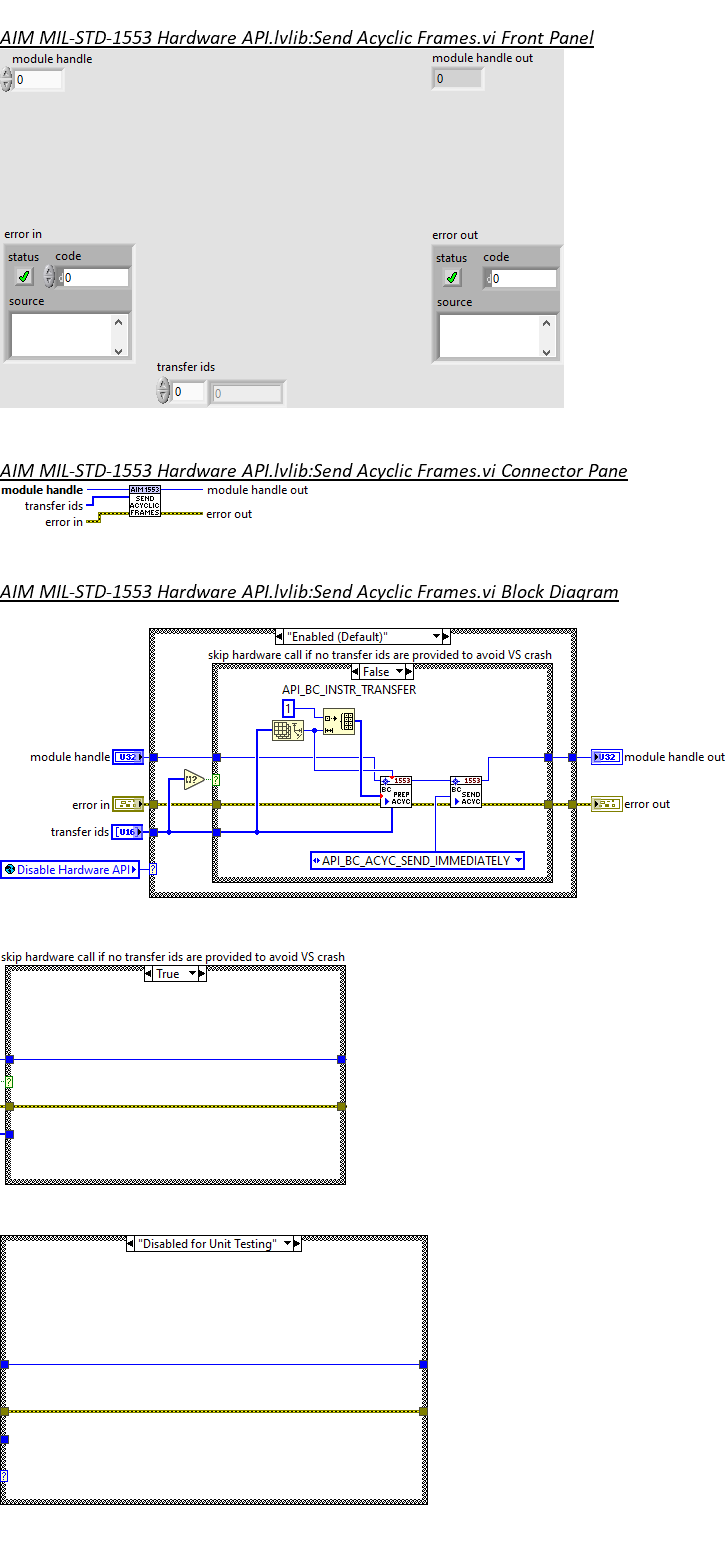 AIM MIL-STD-1553 Hardware API.lvlib:Send Acyclic Frames.vi Front Panel
module handle
module handle out
0
0
error in
error out
status code
status code
0
0
source
source
transfer ids
0
0
AIM MIL-STD-1553 Hardware API.lvlib:Send Acyclic Frames.vi Connector Pane
module handle
AIM1553
module handle out
transfer ids
SEND
ACYCLIC
FRAMES
error in
error out
AIM MIL-STD-1553 Hardware API.lvlib:Send Acyclic Frames.vi Block Diagram
"Enabled (Default)"
skip hardware call if no transfer ids are provided to avoid VS crash
False
API_BC_INSTR_TRANSFER
1
module handle
U32
U32
module handle out
?
?
1553
BC
PREP
ACYC
1553
BC
SEND
ACYC
error in
error out
transfer ids
[U16]
API_BC_ACYC_SEND_IMMEDIATELY
Disable Hardware API
?
skip hardware call if no transfer ids are provided to avoid VS crash
True
?
"Disabled for Unit Testing"
?